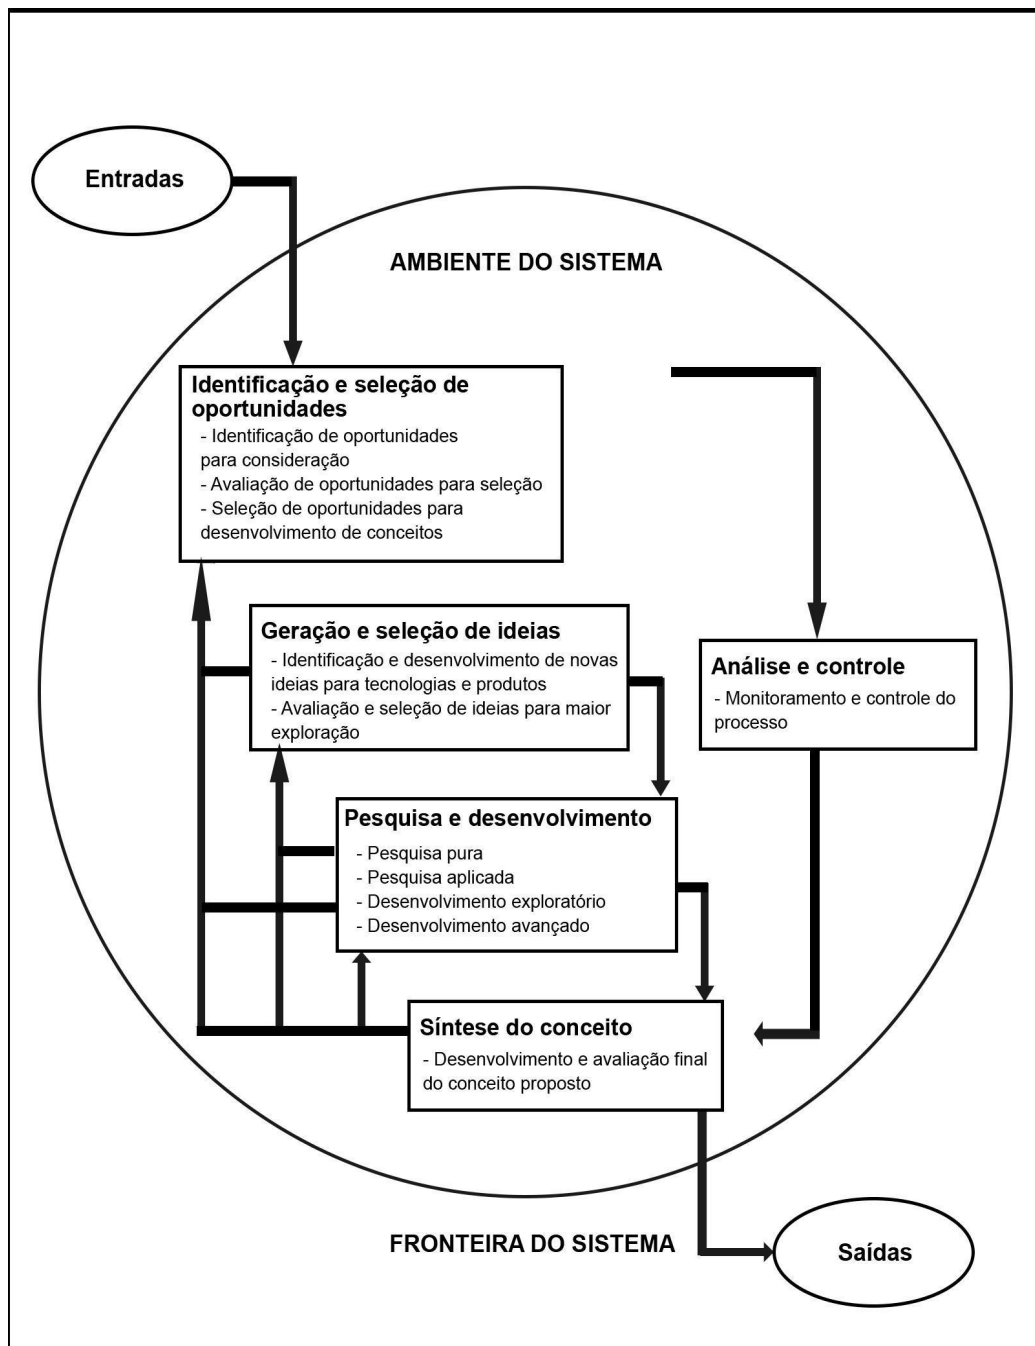 Entradas
AMBIENTE DO SISTEMA
Identificação e seleção de
oportunidades
- Identificação de oportunidades
para consideração
- Avaliação de oportunidades para seleção
- Seleção de oportunidades para
desenvolvimento de conceitos
Geração e seleção de ideias
- Identificação e desenvolvimento de novas
ideias para tecnologias e produtos
- Avaliação e seleção de ideias para maior
exploração
Análise e controle
- Monitoramento e controle do
processo
Pesquisa e desenvolvimento
- Pesquisa pura
- Pesquisa aplicada
- Desenvolvimento exploratório
- Desenvolvimento avançado
Síntese do conceito
- Desenvolvimento e avaliação final
do conceito proposto
FRONTEIRA DO SISTEMA
Saídas